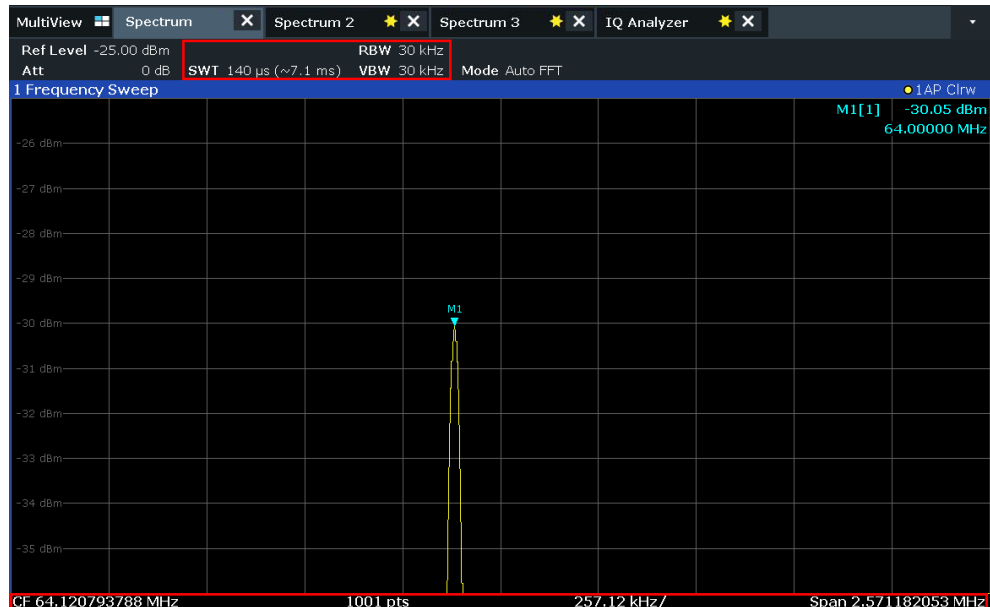 MultiView Spectrum X Spectrum 2 X Spectrum 3 X IQ Analyzer X
Ref Level -25.00 dBm RBW 30 kHz
Att 0 dB SWT 140 µs (~7.1 ms) VBW 30 kHz Mode Auto FFT
1 Frequency Sweep 1AP Clrw
M1[1] -30.05 dBm
64.00000 MHz
-26 dBm
-27 dBm
-28 dBm
-29 dBm
M1
-30 dBm
-31 dBm
-32 dBm
-33 dBm
-34 dBm
-35 dBm
CF 64.120793788 MHz 1001 pts 257.12 kHz/ Span 2.571182053 MHz